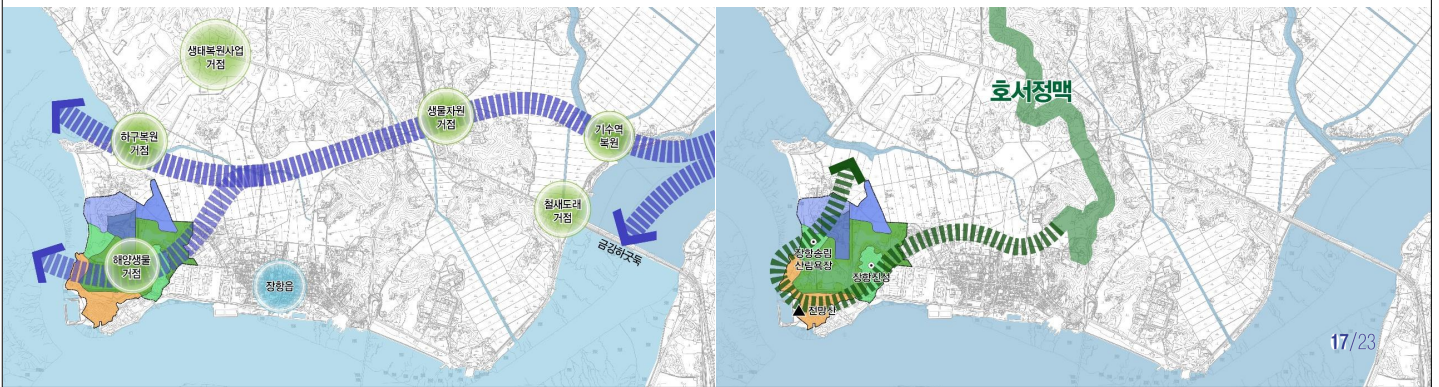 생태복원사업
거점
하구복원
거점
생물자원
거점
기수역
복원
철새도래
거점
금강하굿둑
해양생물
거점
장항읍
호서정맥
장항송림
산림욕장
장항진성
전망산
17/23